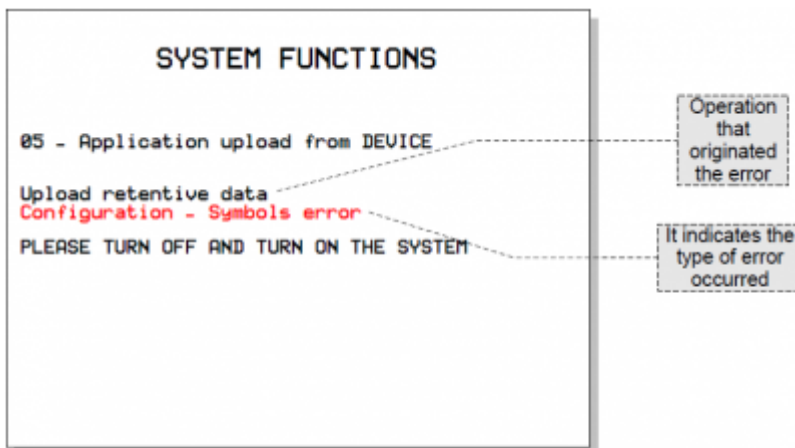 SYSTEM FUNCTIONS
05 - Application upload from DEVICE
Upload retentive data
Configuration - Symbols error
PLEASE TURN OFF AND TURN ON THE SYSTEM
Operation
that
originated
the error
It indicates the
type of error
occurred